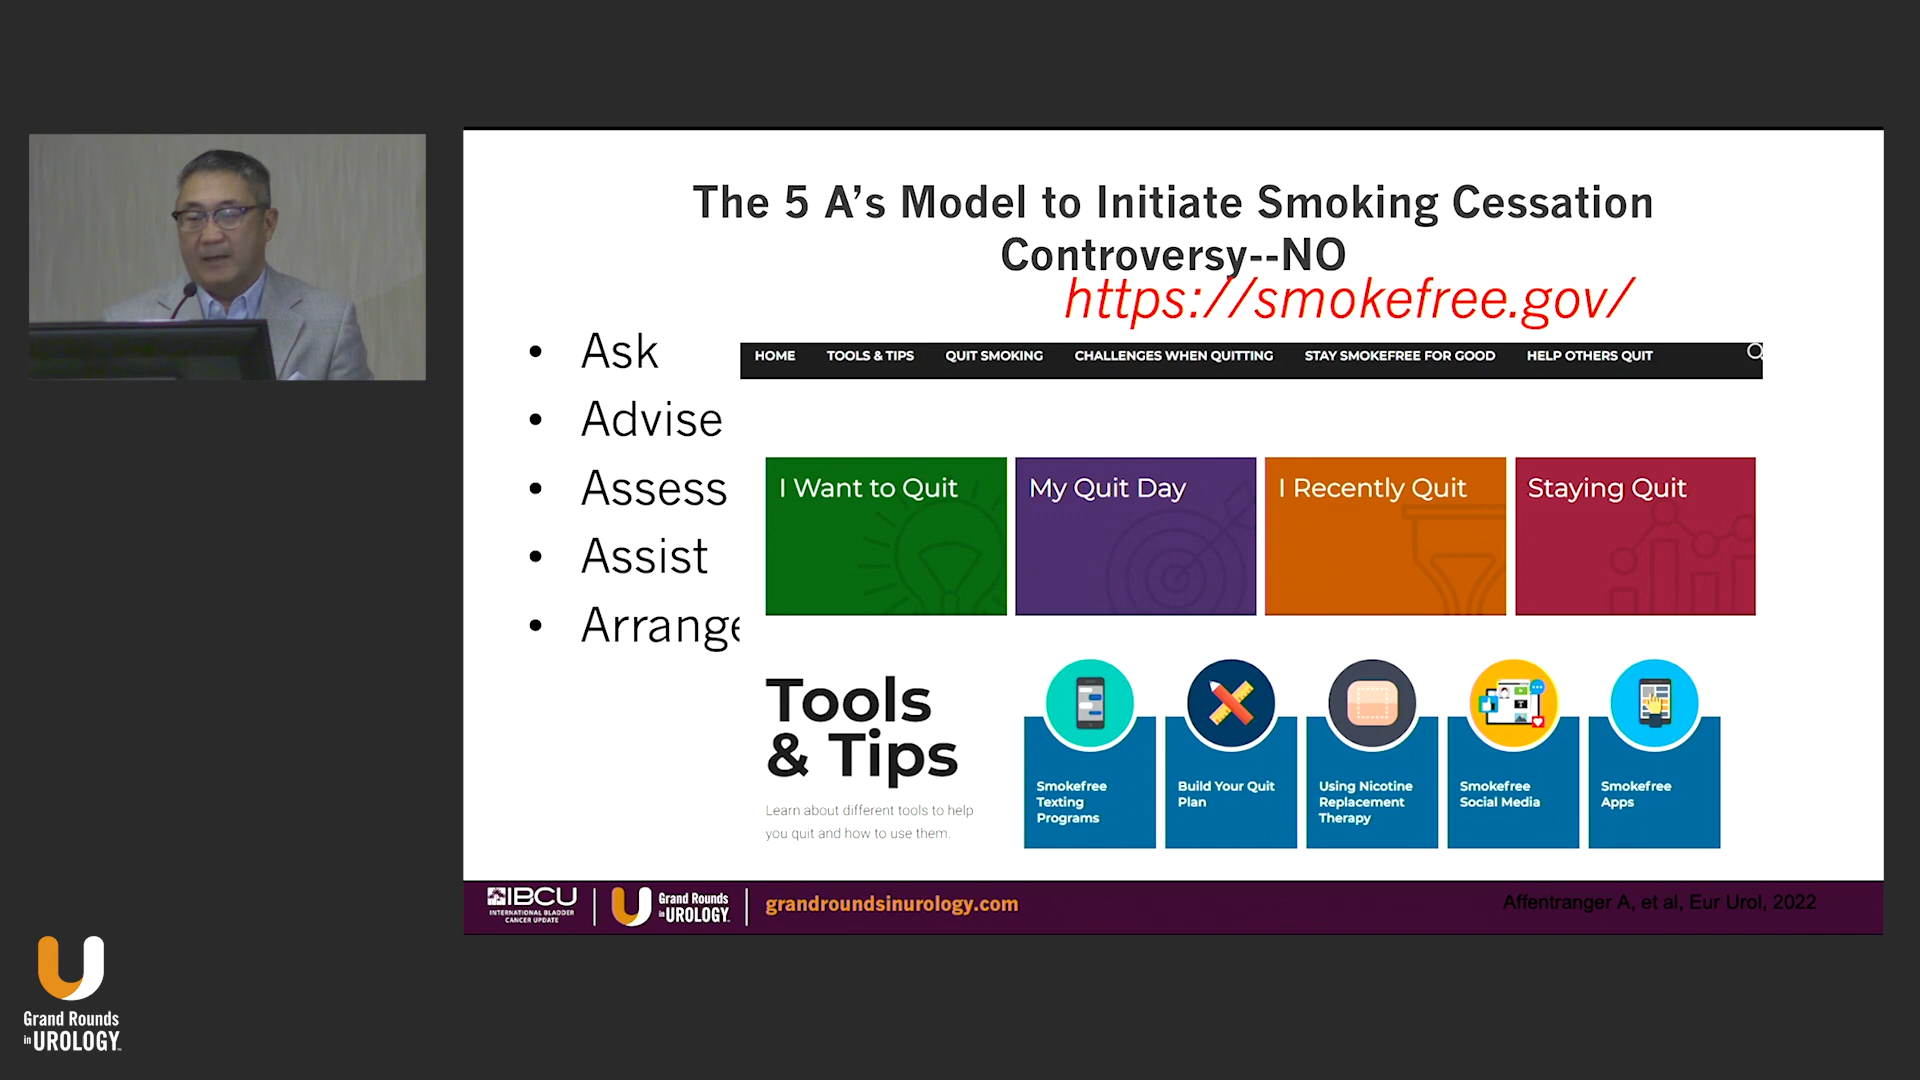 The 5 A’s Model to Initiate Smoking Cessation
Controversy--NO
https://smokefree.gov/
• Ask
• Advise
• Assess
• Assist
• Arrange
HOME TOOLS & TIPS QUIT SMOKING CHALLENGES WHEN QUITTING STAY SMOKEFREE FOR GOOD HELP OTHERS QUIT
I Want to Quit
My Quit Day
I Recently Quit
Staying Quit
Tools
& Tips
Learn about different tools to help
you quit and how to use them.
Smokefree
Texting
Programs
Build Your Quit
Plan
Using Nicotine
Replacement
Therapy
Smokefree
Social Media
Smokefree
Apps
IBCU
INTERNATIONAL BLADDER
CANCER UPDATE
Grand Rounds
in UROLOGY
grandroundsinurology.com
Affentranger A, et al, Eur Urol, 2022
Grand Rounds
in UROLOGY